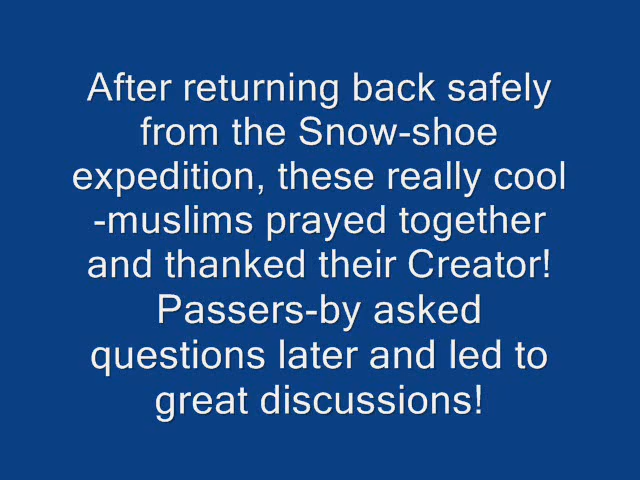 After returning back safely
from the Snow-shoe
expedition, these really cool
-muslims prayed together
and thanked their Creator!
Passers-by asked
questions later and led to
great discussions!